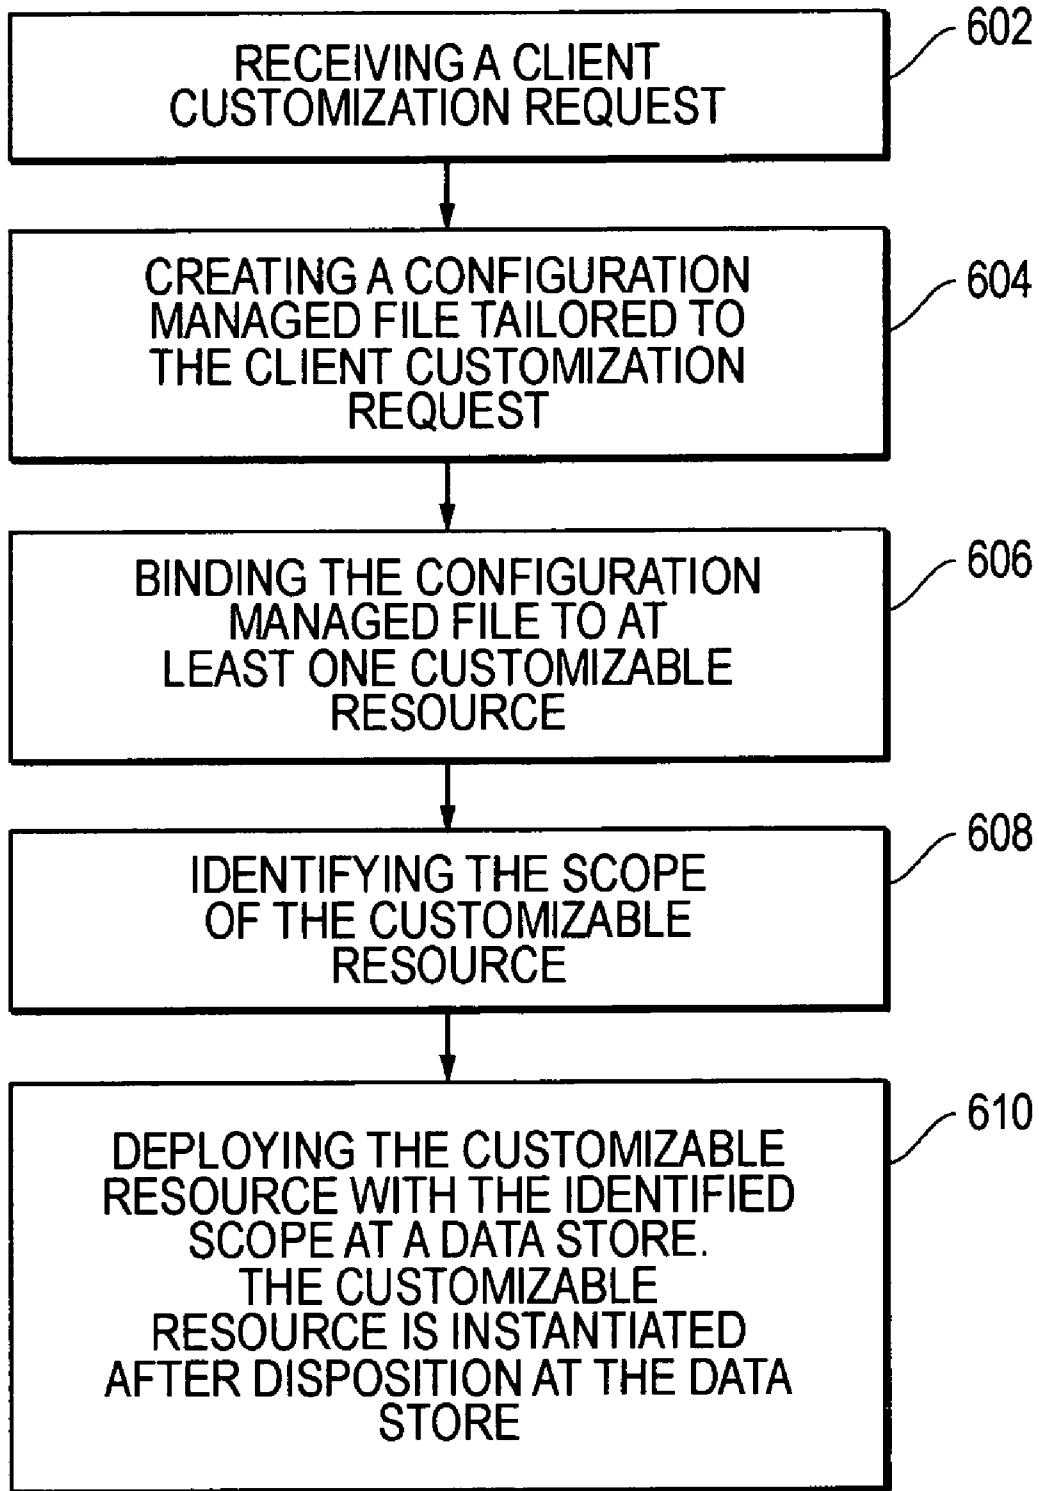 RECEIVING A CLIENT
CUSTOMIZATION REQUEST
602
CREATING A CONFIGURATION
MANAGED FILE TAILORED TO
THE CLIENT CUSTOMIZATION
REQUEST
604
BINDING THE CONFIGURATION
MANAGED FILE TO AT
LEAST ONE CUSTOMIZABLE
RESOURCE
606
IDENTIFYING THE SCOPE
OF THE CUSTOMIZABLE
RESOURCE
608
DEPLOYING THE CUSTOMIZABLE
RESOURCE WITH THE IDENTIFIED
SCOPE AT A DATA STORE.
THE CUSTOMIZABLE
RESOURCE IS INSTANTIATED
AFTER DISPOSITION AT THE DATA
STORE
610